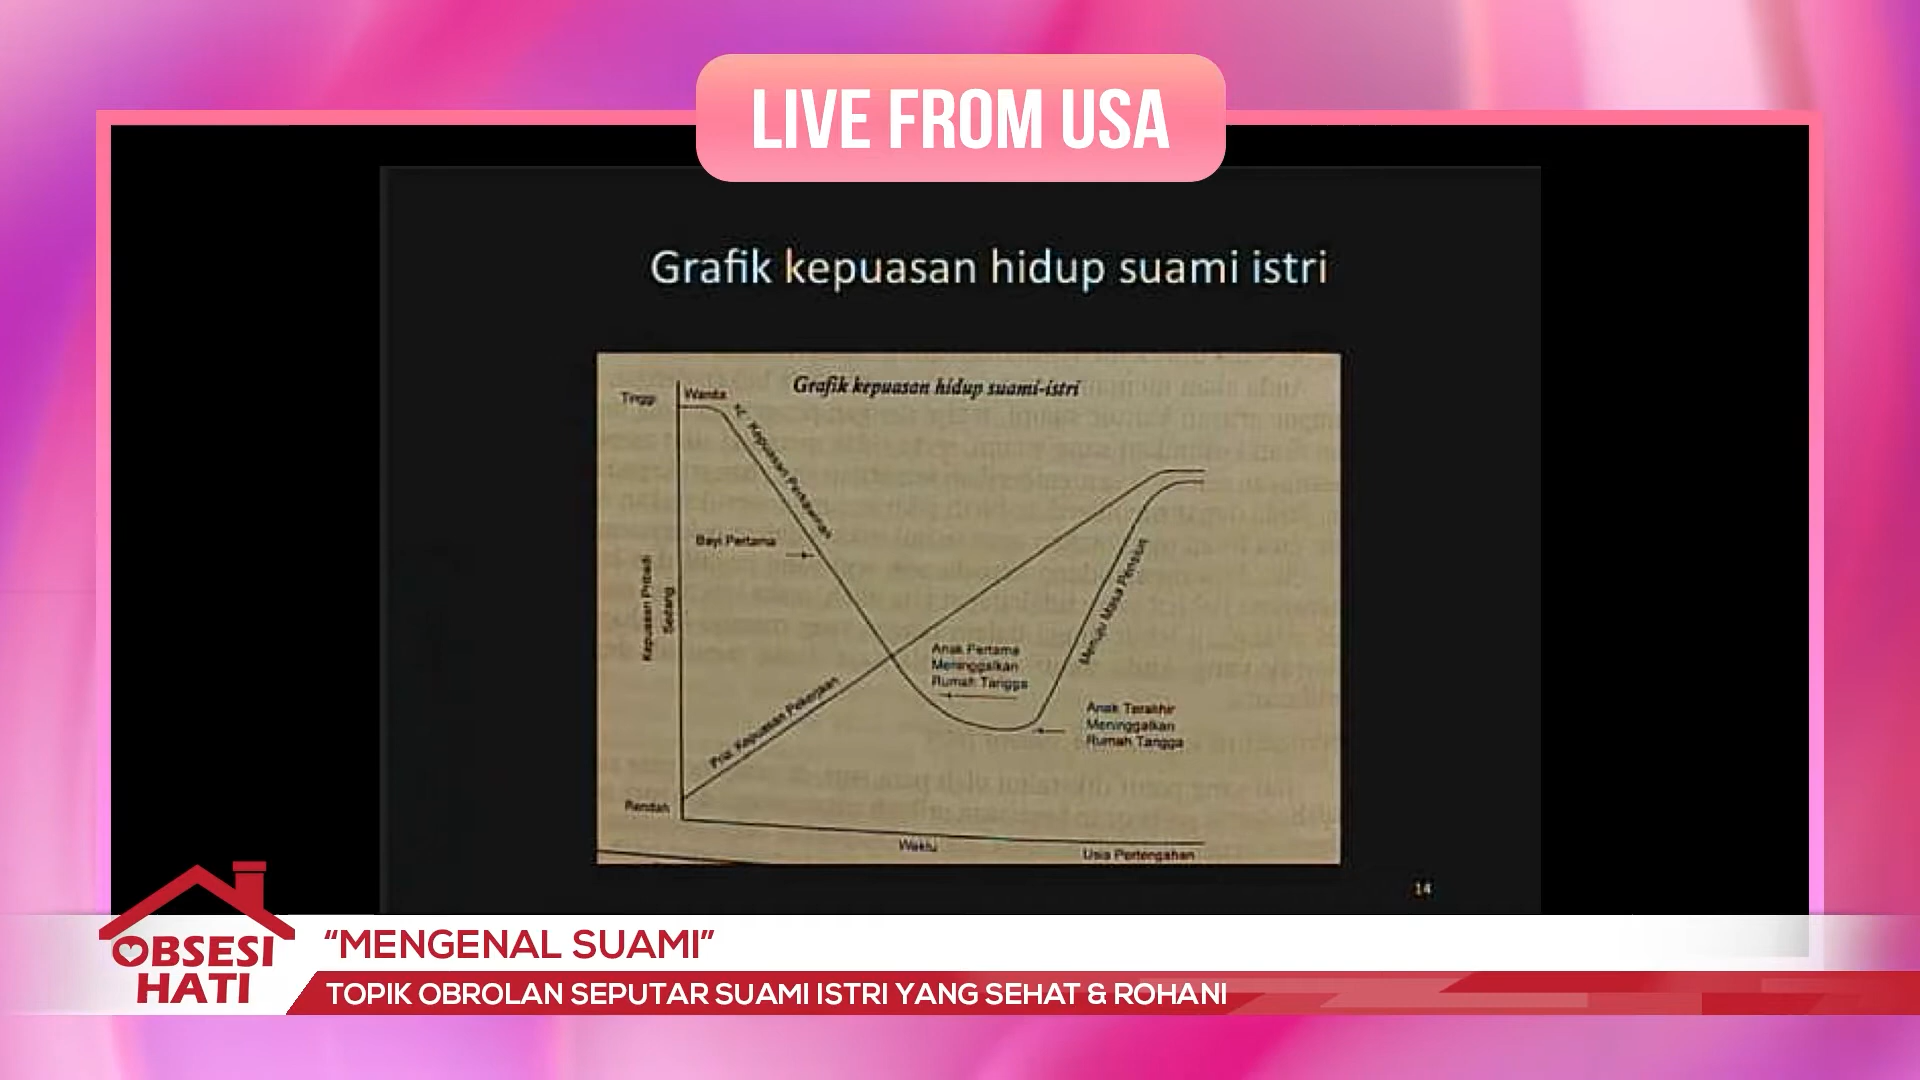 LIVE FROM USA
Grafik kepuasan hidup suami istri
Grafik kepuasan hidup suami-istri
Tinggi
Wanita
Kepuasan Perkawinan
Bayi Pertama
Kepuasan Pribadi
Sedang
Pria: Kepuasan Pekerjaan
Anak Pertama
Meninggalkan
Rumah Tangga
Menuju Masa Pensiun
Anak Terakhir
Meninggalkan
Rumah Tangga
Rendah
Waktu
Usia Pertengahan
14
OBSESI
HATI
“MENGENAL SUAMI”
TOPIK OBROLAN SEPUTAR SUAMI ISTRI YANG SEHAT & ROHANI